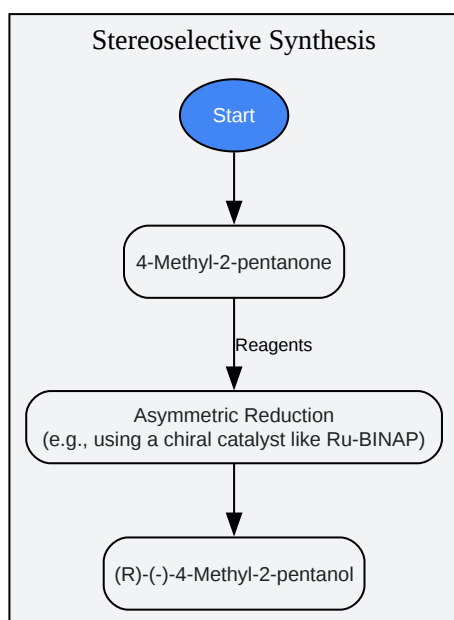 Stereoselective Synthesis
Start
4-Methyl-2-pentanone
Reagents
Asymmetric Reduction
(e.g., using a chiral catalyst like Ru-BINAP)
(R)-(-)-4-Methyl-2-pentanol